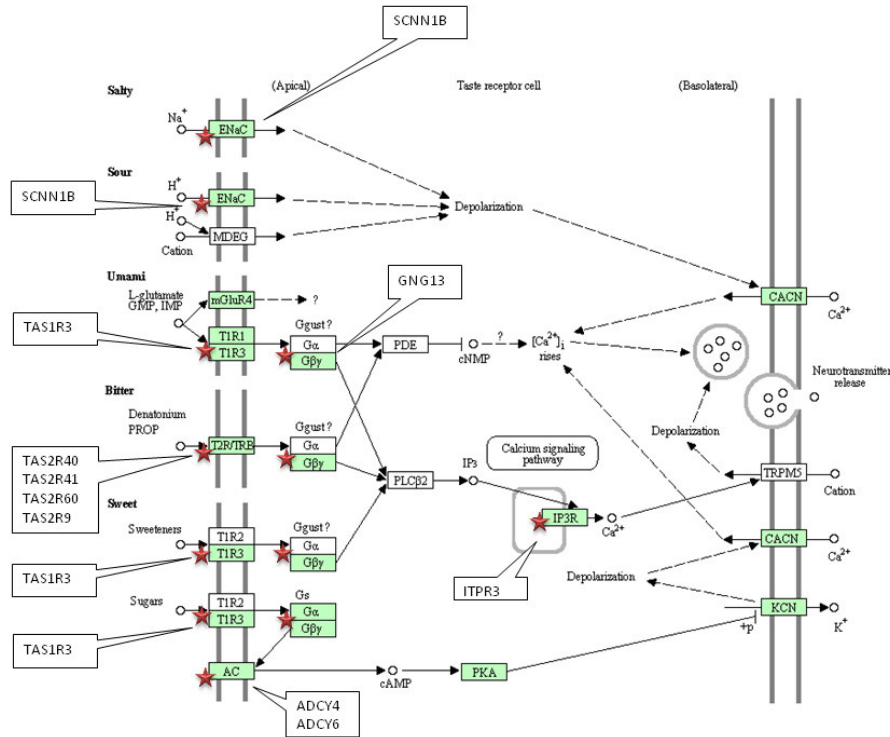 SCNN1B
Salty
(Apical)
Taste receptor cell
(Basolateral)
Na+
ENaC
Sour
SCNN1B
H+
ENaC
H+
MDEG
Cation
Depolarization
Umami
L-glutamate
GMP, IMP
mGluR4
?
GNG13
CACN
Ca2+
TAS1R3
T1R1
T1R3
Ggust ?
Gα
Gβγ
PDE
cNMP
?
[Ca2+]i
rises
Neurotransmitter
release
Bitter
Denatonium
PROP
T2R/TRB
Ggust ?
Gα
Gβγ
TAS2R40
TAS2R41
TAS2R60
TAS2R9
PLCβ2
IP3
Calcium signaling
pathway
Depolarization
TRPM5
Cation
IP3R
Ca2+
Sweet
Sweeteners
T1R2
T1R3
Ggust ?
Gα
Gβγ
TAS1R3
ITPR3
CACN
Ca2+
Depolarization
Sugars
T1R2
T1R3
Gs
Gα
Gβγ
KCN
+p
K+
TAS1R3
AC
cAMP
PKA
ADCY4
ADCY6